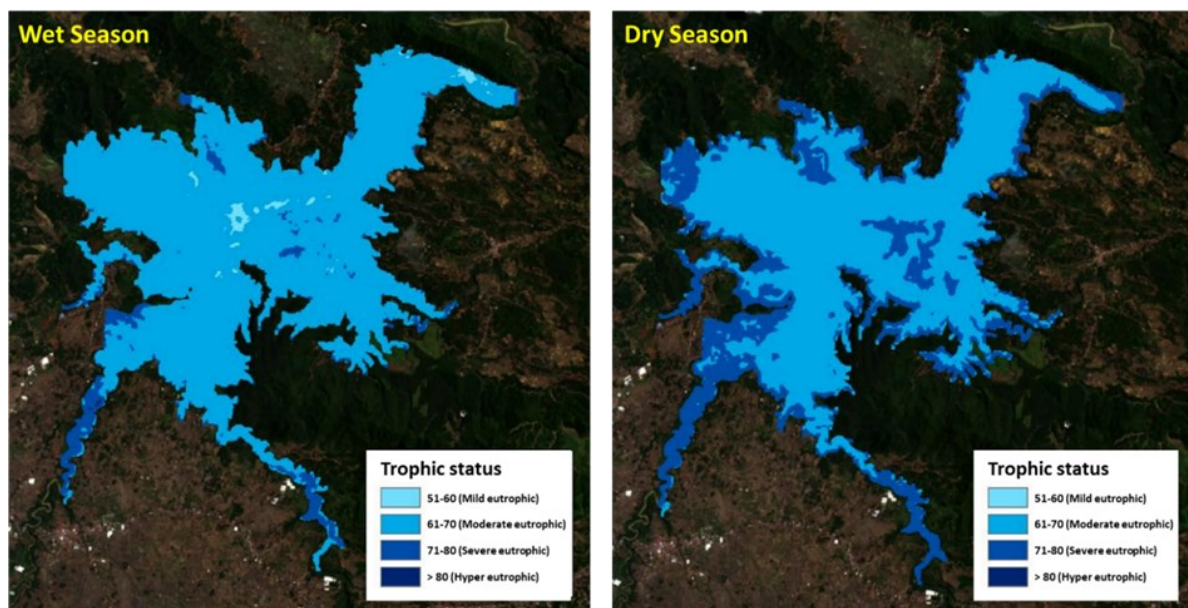 Wet Season
Trophic status
51-60 (Mild eutrophic)
61-70 (Moderate eutrophic)
71-80 (Severe eutrophic)
> 80 (Hyper eutrophic)
Dry Season
Trophic status
51-60 (Mild eutrophic)
61-70 (Moderate eutrophic)
71-80 (Severe eutrophic)
> 80 (Hyper eutrophic)